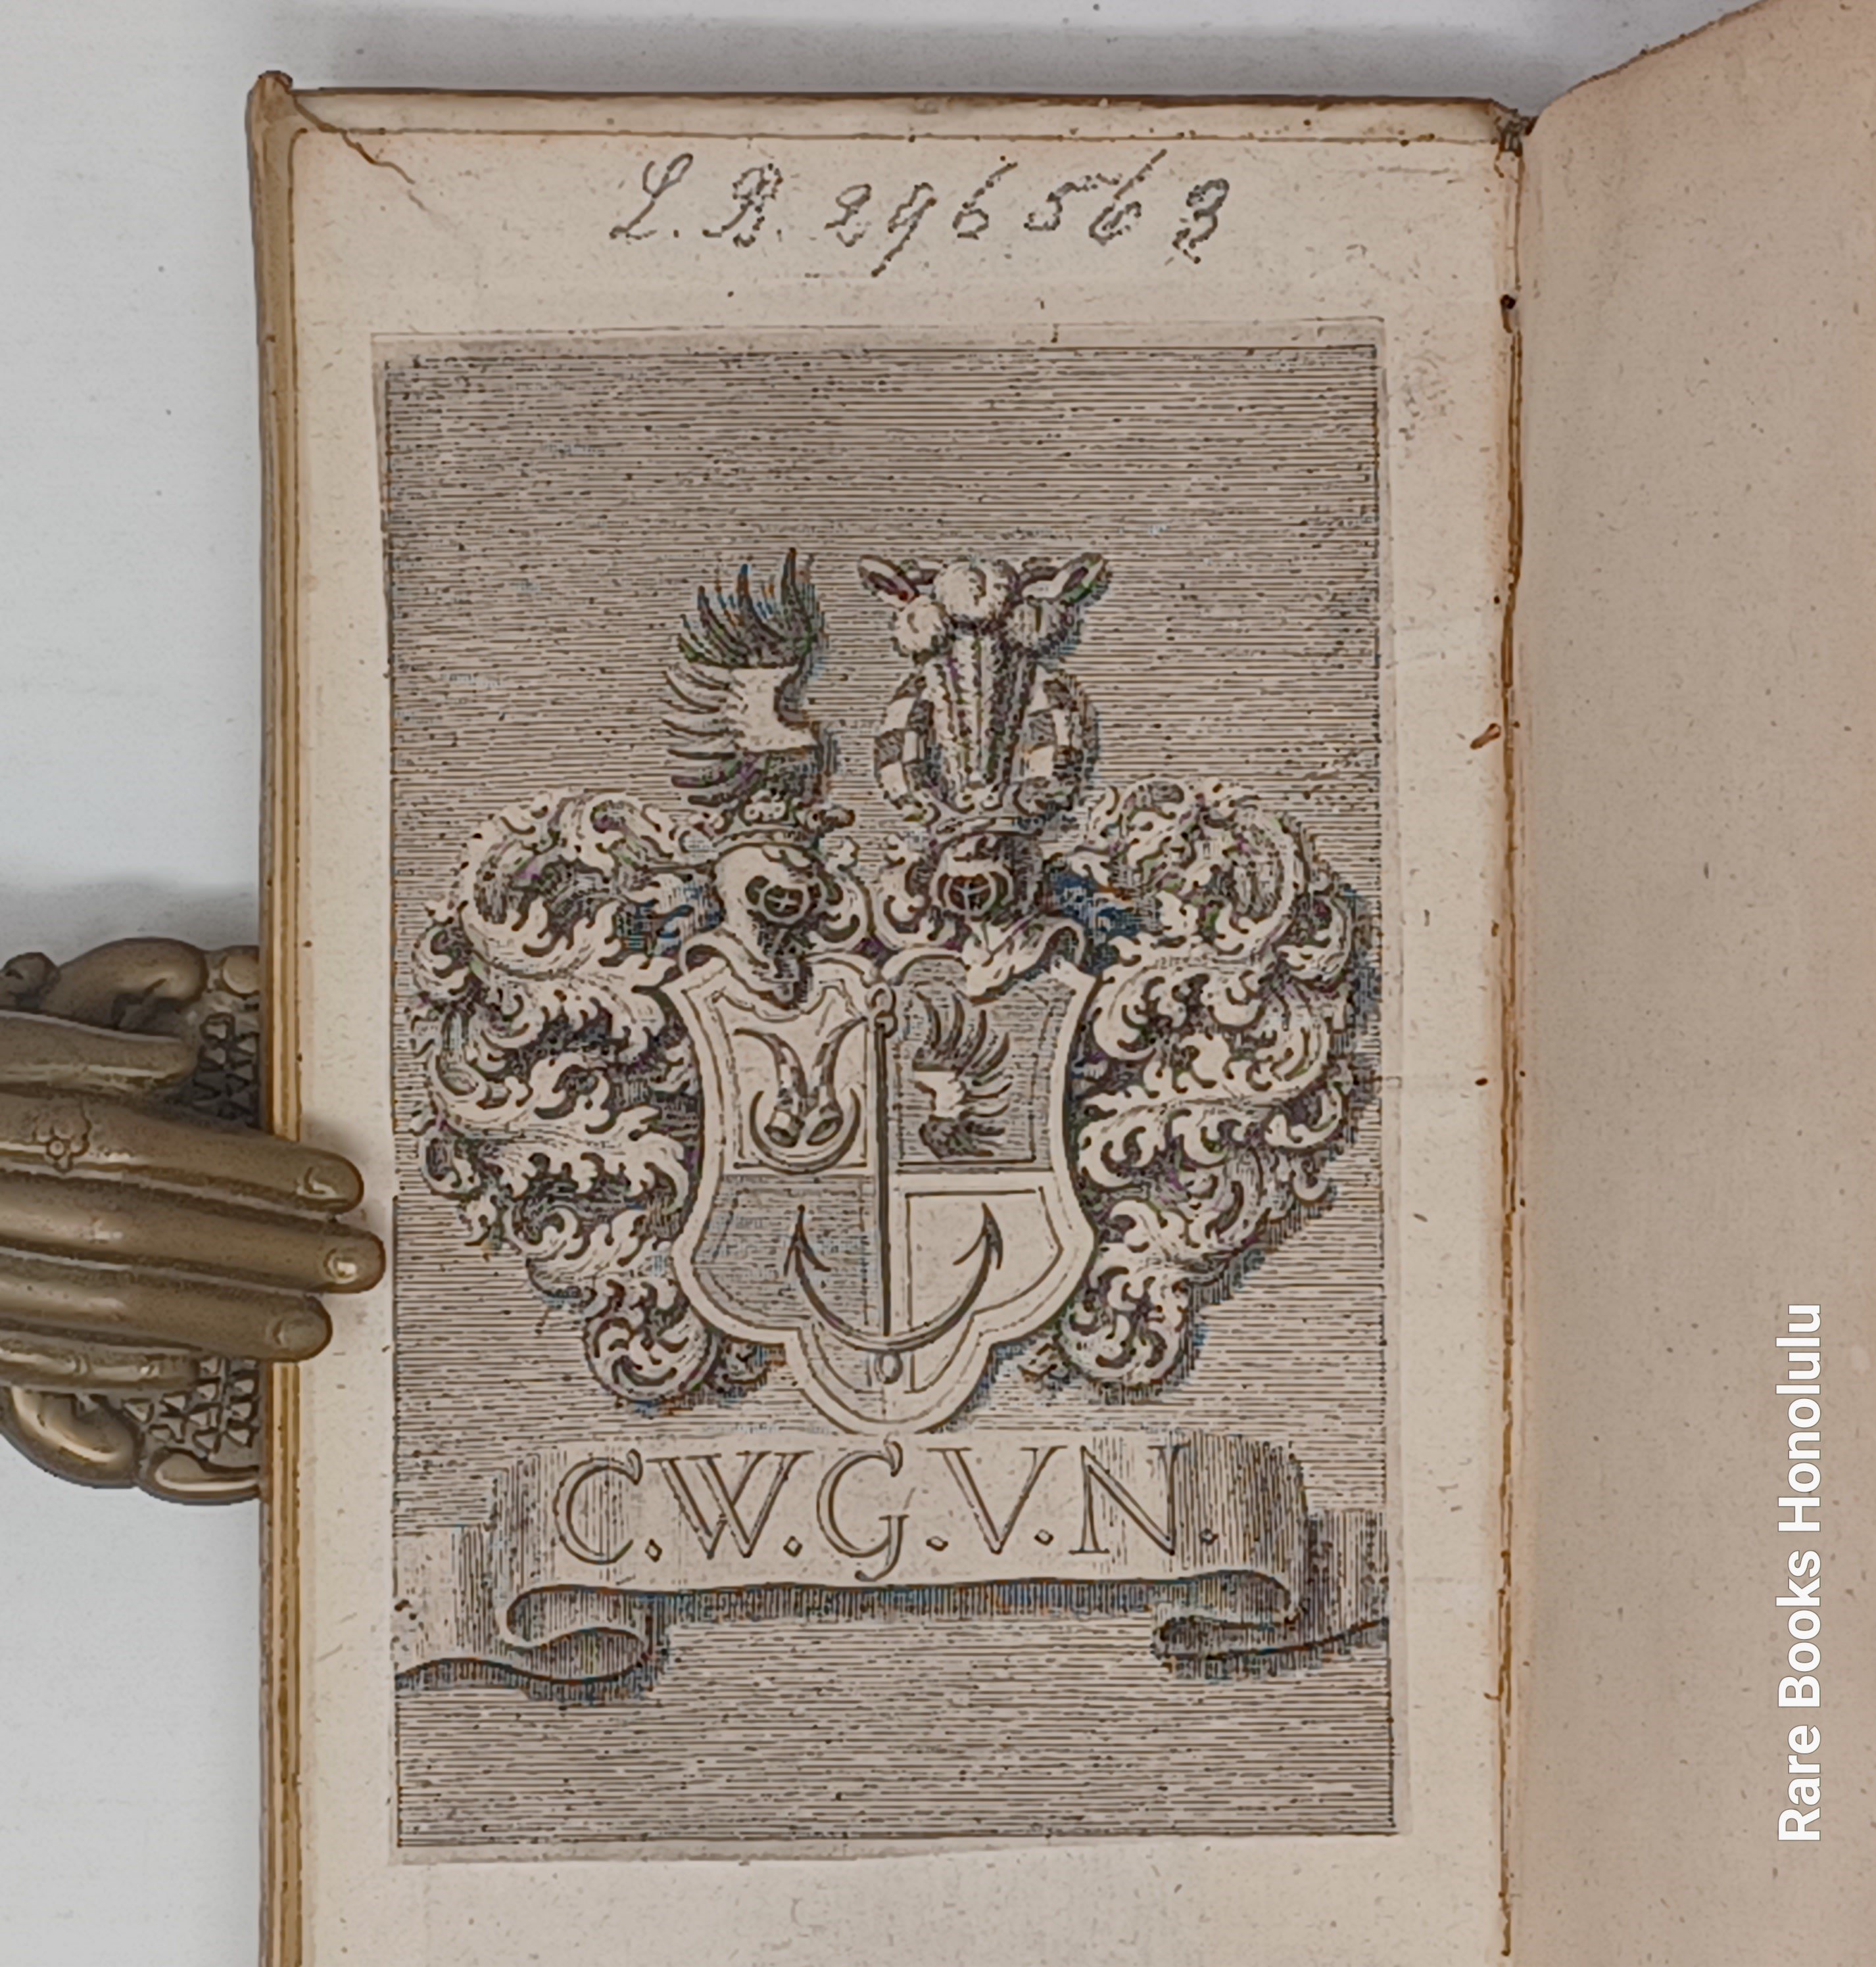 L. B. 296563
C.W.G.V.N.
Rare Books Honolulu